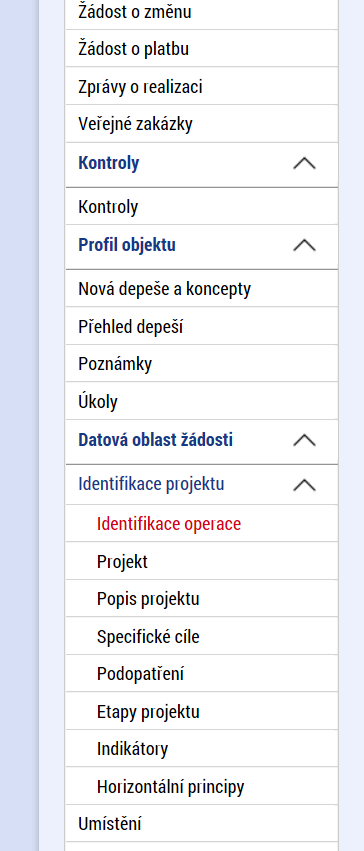 Žádost o změnu
Žádost o platbu
Zprávy o realizaci
Veřejné zakázky
Kontroly
Kontroly
Profil objektu
Nová depeše a koncepty
Přehled depeší
Poznámky
Úkoly
Datová oblast žádosti
Identifikace projektu
Identifikace operace
Projekt
Popis projektu
Specifické cíle
Podopatření
Etapy projektu
Indikátory
Horizontální principy
Umístění